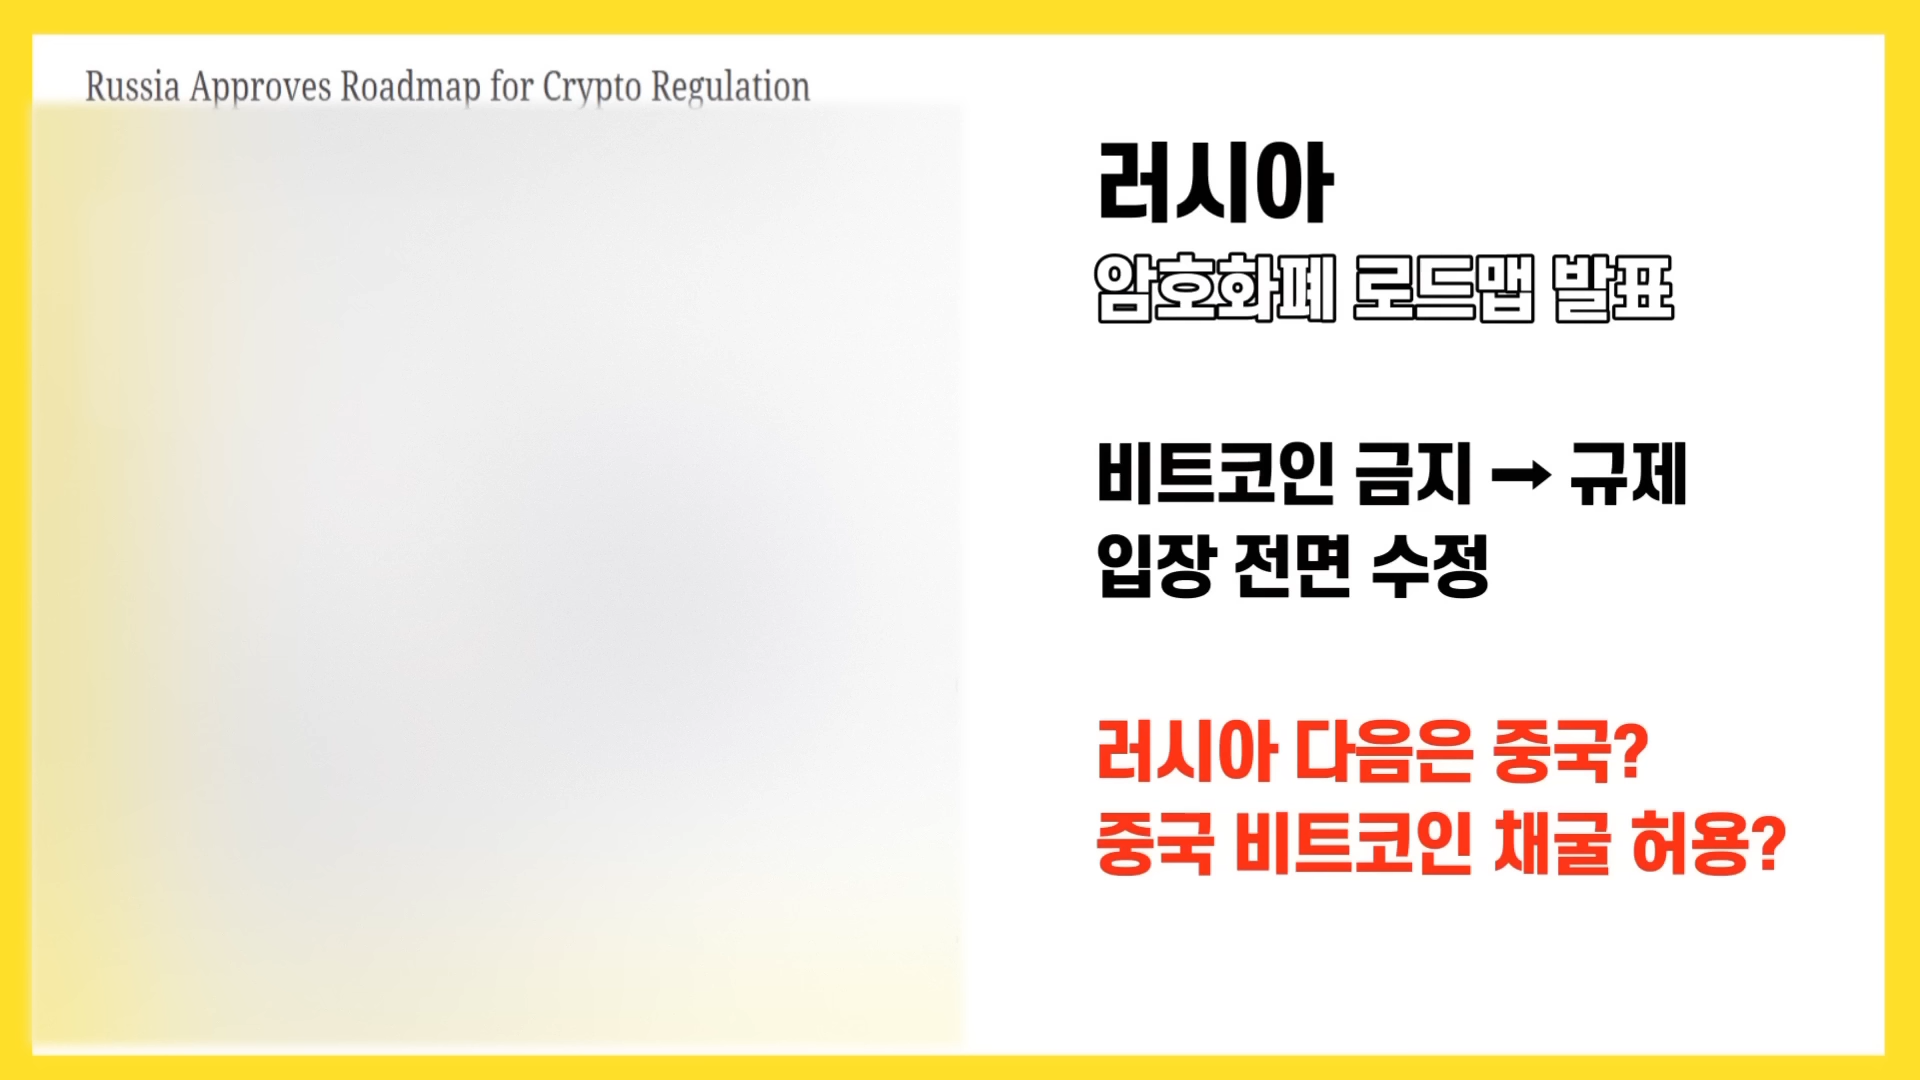 Russia Approves Roadmap for Crypto Regulation
러시아
암호화폐 로드맵 발표
비트코인 금지 → 규제
입장 전면 수정
러시아 다음은 중국?
중국 비트코인 채굴 허용?